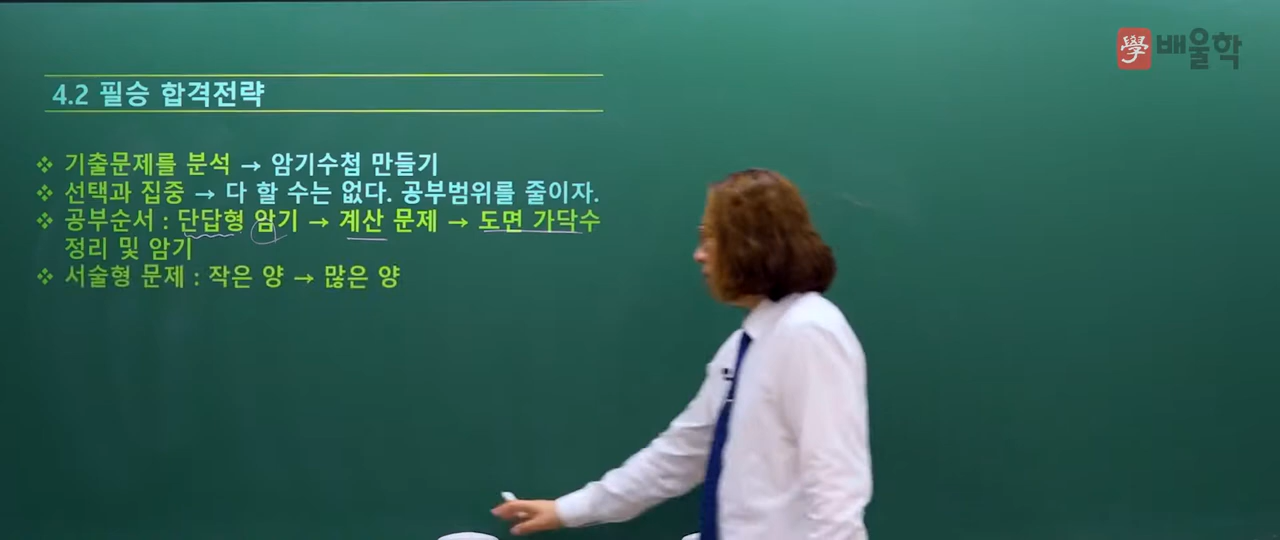 學 배울학
4.2 필승 합격전략
❖ 기출문제를 분석 → 암기수첩 만들기
❖ 선택과 집중 → 다 할 수는 없다. 공부범위를 줄이자.
❖ 공부순서 : 단답형 암기 → 계산 문제 → 도면 가닥수
정리 및 암기
❖ 서술형 문제 : 작은 양 → 많은 양